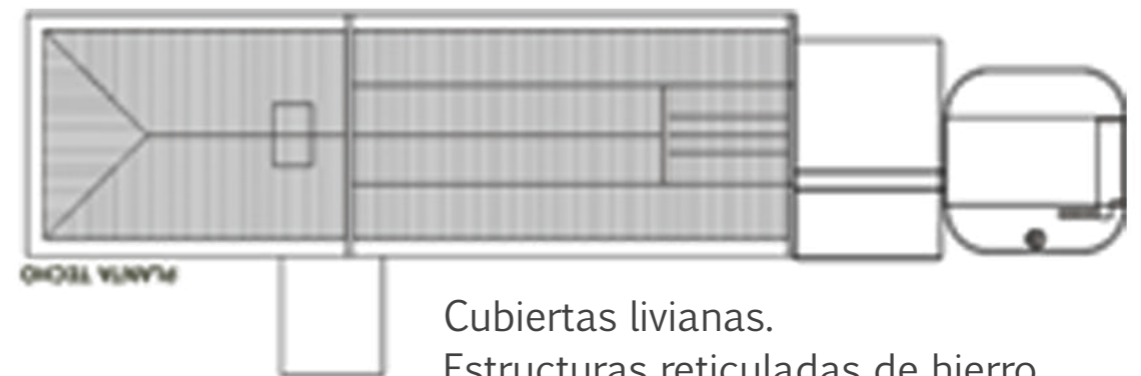 PLANTA TECHO
Cubiertas livianas.
Estructuras reticuladas de hierro